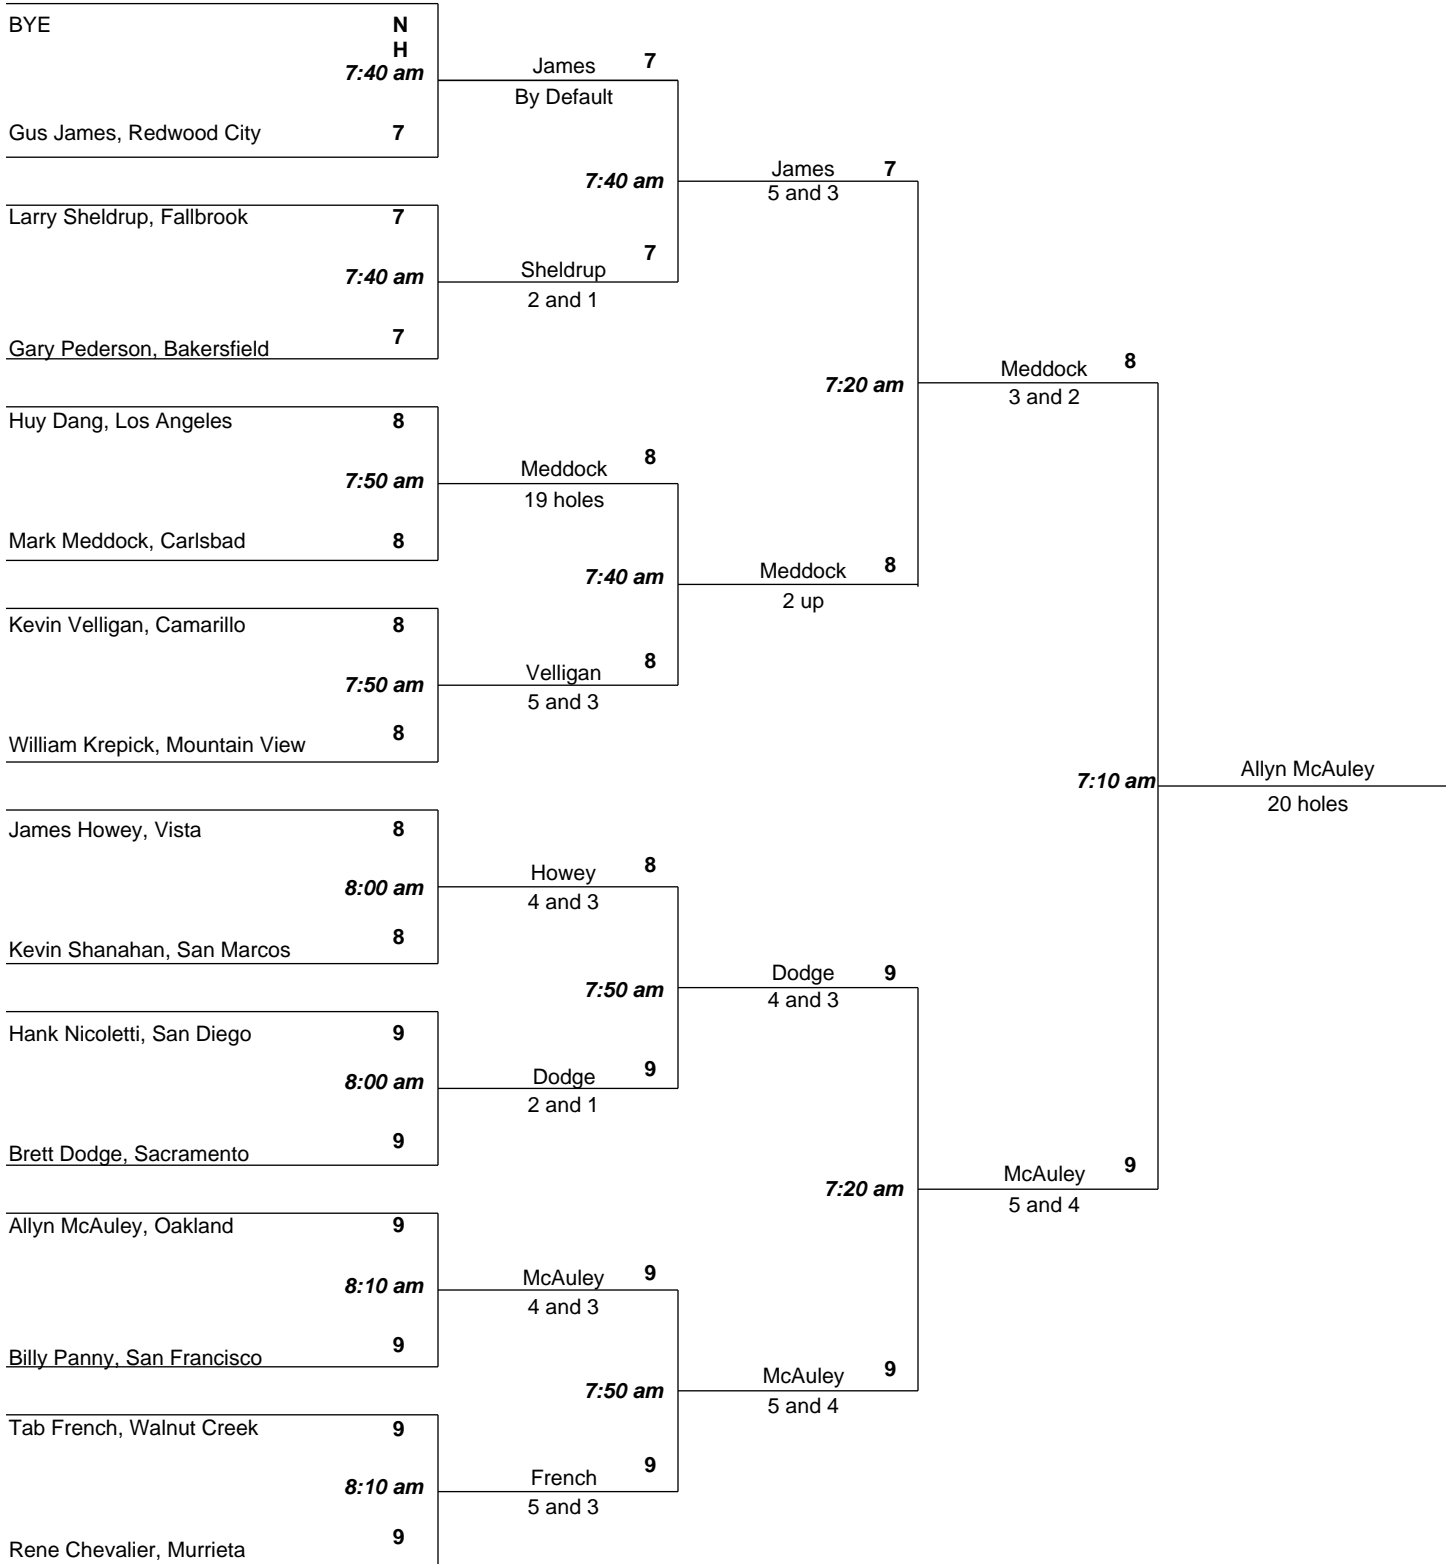 BYE N
H
7:40 am
Gus James, Redwood City 7
Larry Sheldrup, Fallbrook 7
7:40 am
Gary Pederson, Bakersfield 7
Huy Dang, Los Angeles 8
7:50 am
Mark Meddock, Carlsbad 8
Kevin Velligan, Camarillo 8
7:50 am
William Krepick, Mountain View 8
James Howey, Vista 8
8:00 am
Kevin Shanahan, San Marcos 8
Hank Nicoletti, San Diego 9
8:00 am
Brett Dodge, Sacramento 9
Allyn McAuley, Oakland 9
8:10 am
Billy Panny, San Francisco 9
Tab French, Walnut Creek 9
8:10 am
Rene Chevalier, Murrieta 9
James 7
By Default
7:40 am
Sheldrup 7
2 and 1
Meddock 8
19 holes
7:40 am
Velligan 8
5 and 3
Howey 8
4 and 3
7:50 am
Dodge 9
2 and 1
McAuley 9
4 and 3
7:50 am
French 9
5 and 3
James 7
5 and 3
7:20 am
Meddock 8
2 up
Dodge 9
4 and 3
7:20 am
McAuley 9
5 and 4
Meddock 8
3 and 2
7:10 am
McAuley 9
5 and 4
Allyn McAuley
20 holes